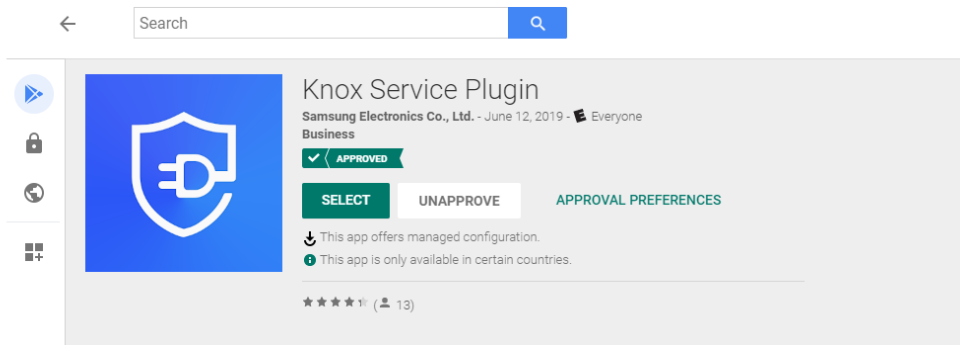 Search
Knox Service Plugin
Samsung Electronics Co., Ltd. - June 12, 2019 - E Everyone
Business
APPROVED
SELECT UNAPPROVE APPROVAL PREFERENCES
This app offers managed configuration.
This app is only available in certain countries.
( 13)